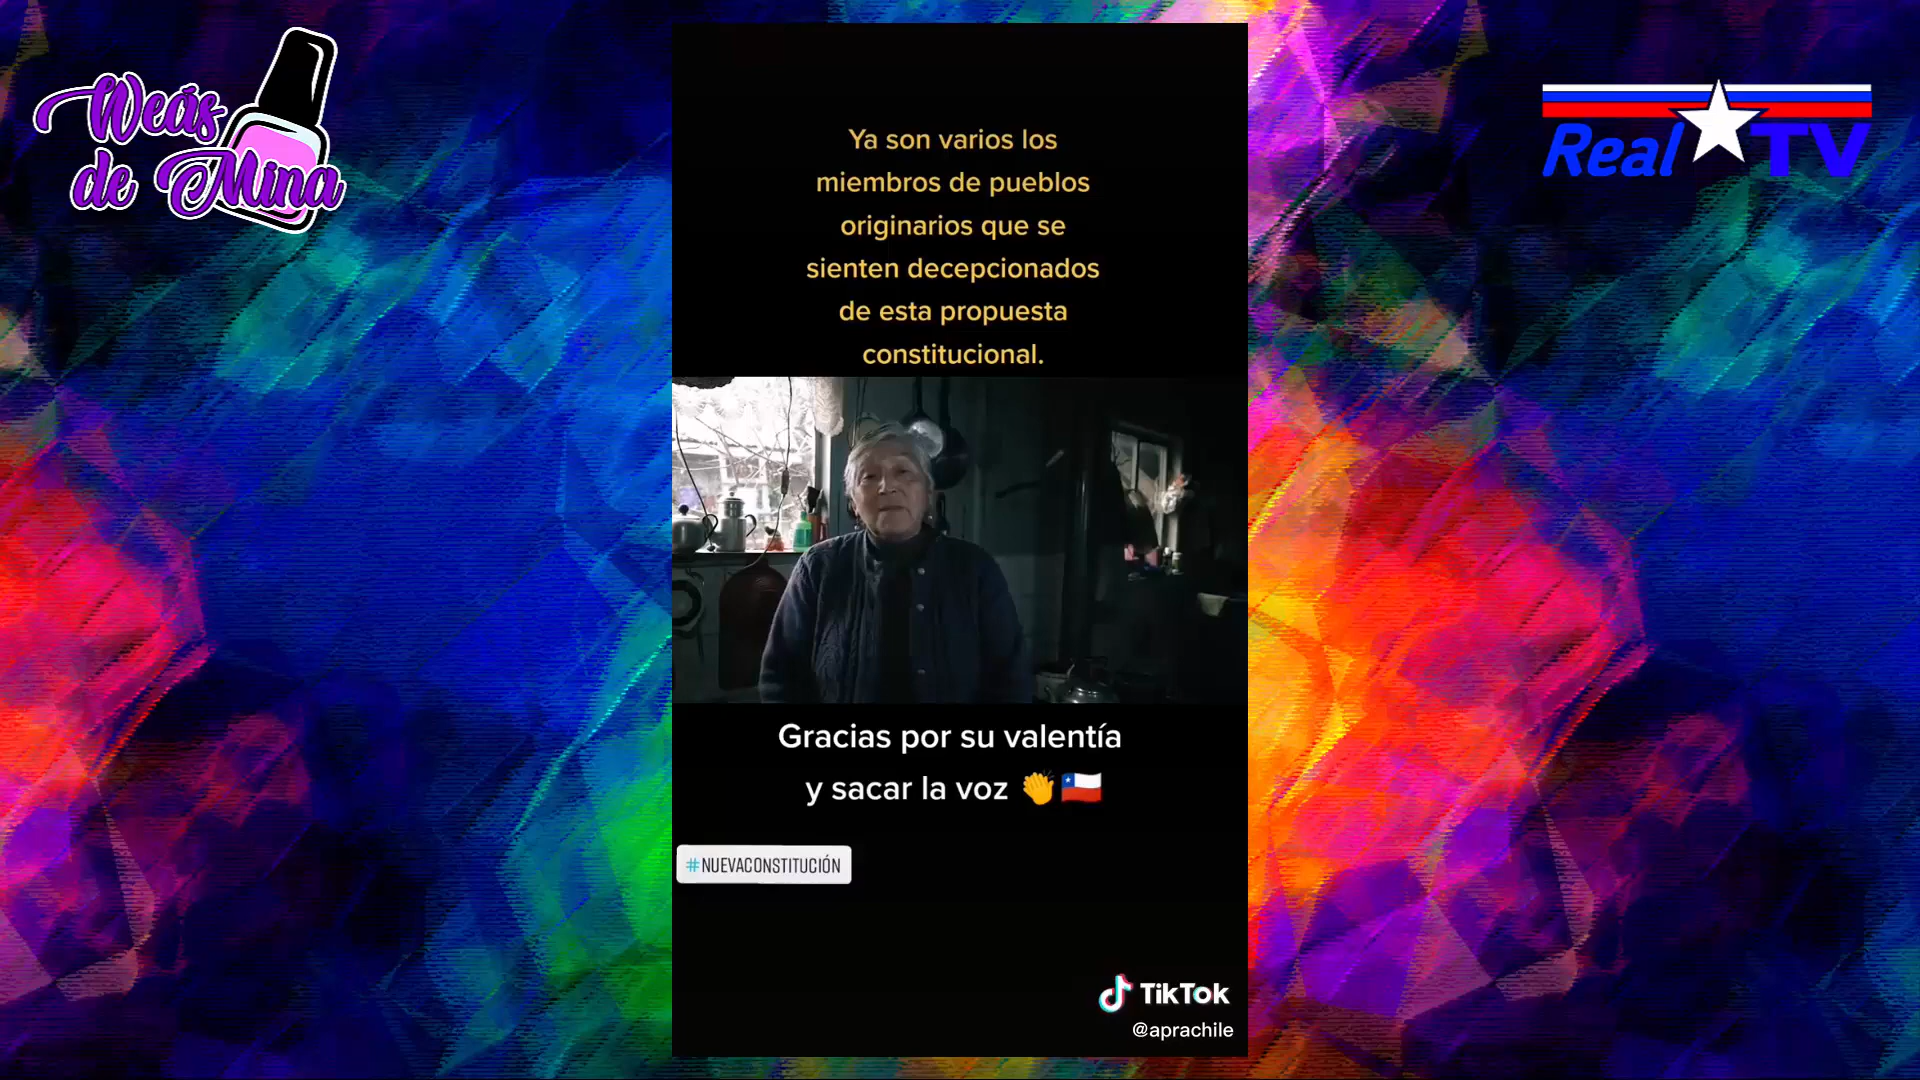 Weás
de Mina
Real TV
Ya son varios los
miembros de pueblos
originarios que se
sienten decepcionados
de esta propuesta
constitucional.
Gracias por su valentía
y sacar la voz 👏🇨🇱
#NUEVACONSTITUCIÓN
TikTok
@aprachile